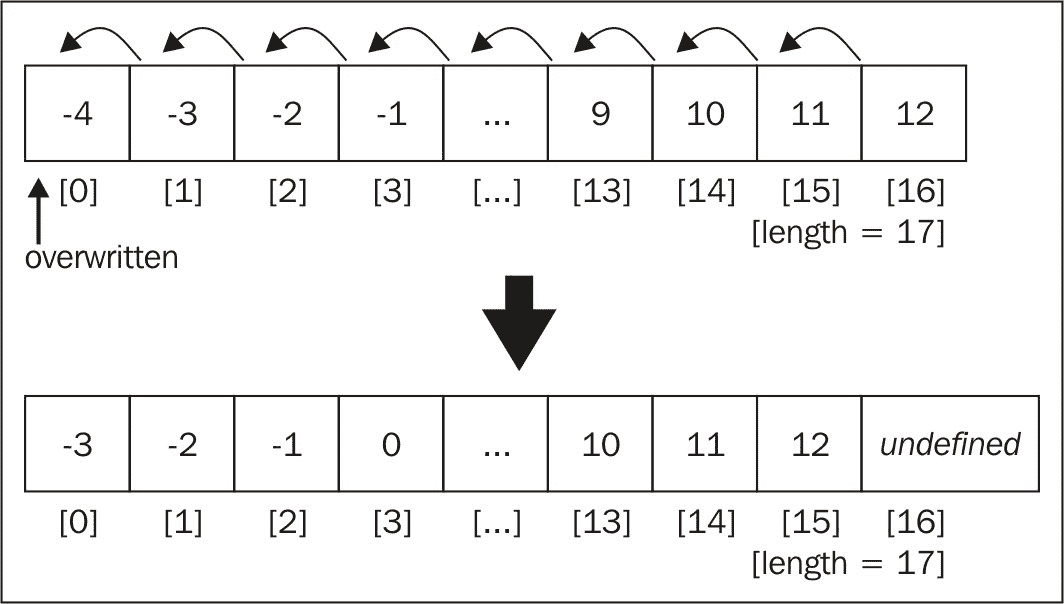 -4 -3 -2 -1 ... 9 10 11 12
[0] [1] [2] [3] [...] [13] [14] [15] [16]
[length = 17]
overwritten
-3 -2 -1 0 ... 10 11 12 undefined
[0] [1] [2] [3] [...] [13] [14] [15] [16]
[length = 17]